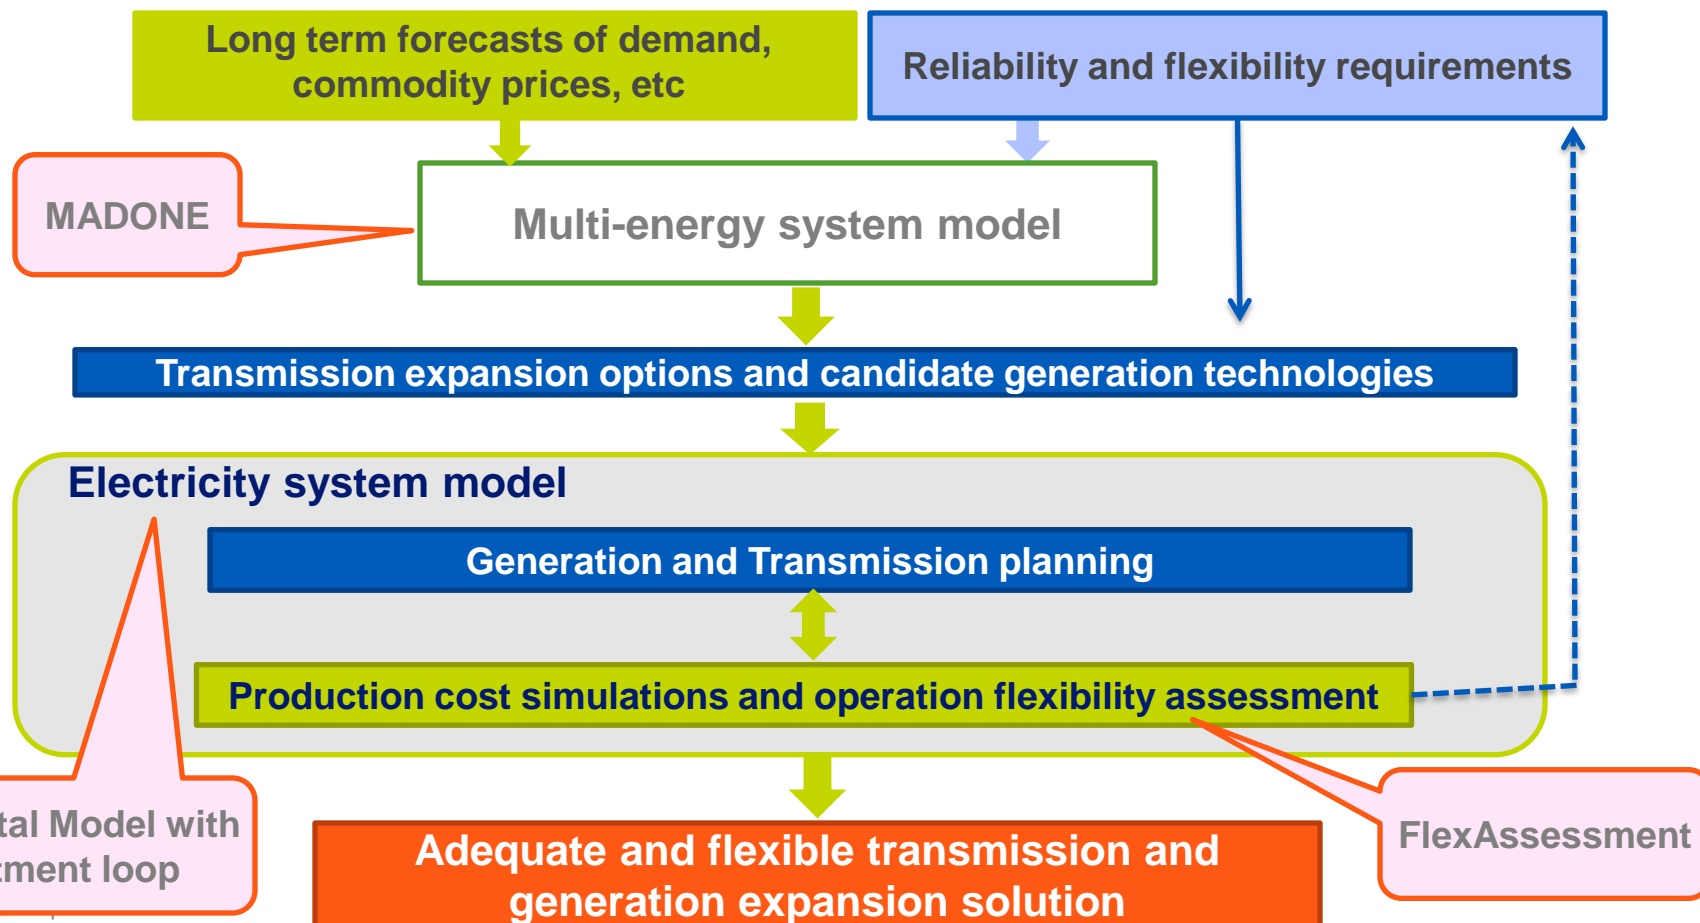 Long term forecasts of demand,
commodity prices, etc
Reliability and flexibility requirements
MADONE
Multi-energy system model
Transmission expansion options and candidate generation technologies
Electricity system model
Generation and Transmission planning
Production cost simulations and operation flexibility assessment
Model with
loop
FlexAssessment
Adequate and flexible transmission and
generation expansion solution